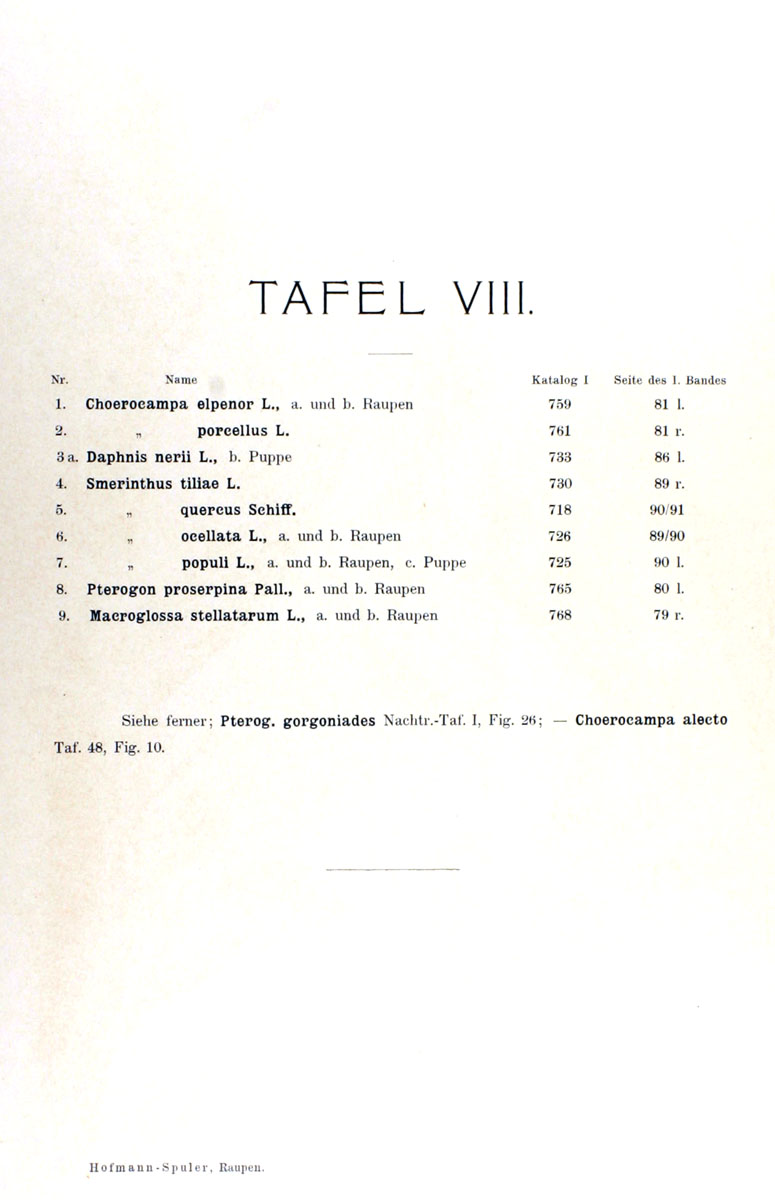 TAFEL VIII.
Nr. Name Katalog I Seite des I. Bandes
1. Choerocampa elpenor L., a. und b. Raupen 759 81 l.
2. „ porcellus L. 761 81 r.
3 a. Daphnis nerii L., b. Puppe 733 86 l.
4. Smerinthus tiliae L. 730 89 r.
5. „ quercus Schiff. 718 90/91
6. „ ocellata L., a. und b. Raupen 726 89/90
7. „ populi L., a. und b. Raupen, c. Puppe 725 90 l.
8. Pterogon proserpina Pall., a. und b. Raupen 765 80 l.
9. Macroglossa stellatarum L., a. und b. Raupen 768 79 r.
Siehe ferner; Pterog. gorgoniades Nachtr.-Taf. I, Fig. 26; — Choerocampa alecto
Taf. 48, Fig. 10.
Hofmann-Spuler, Raupen.